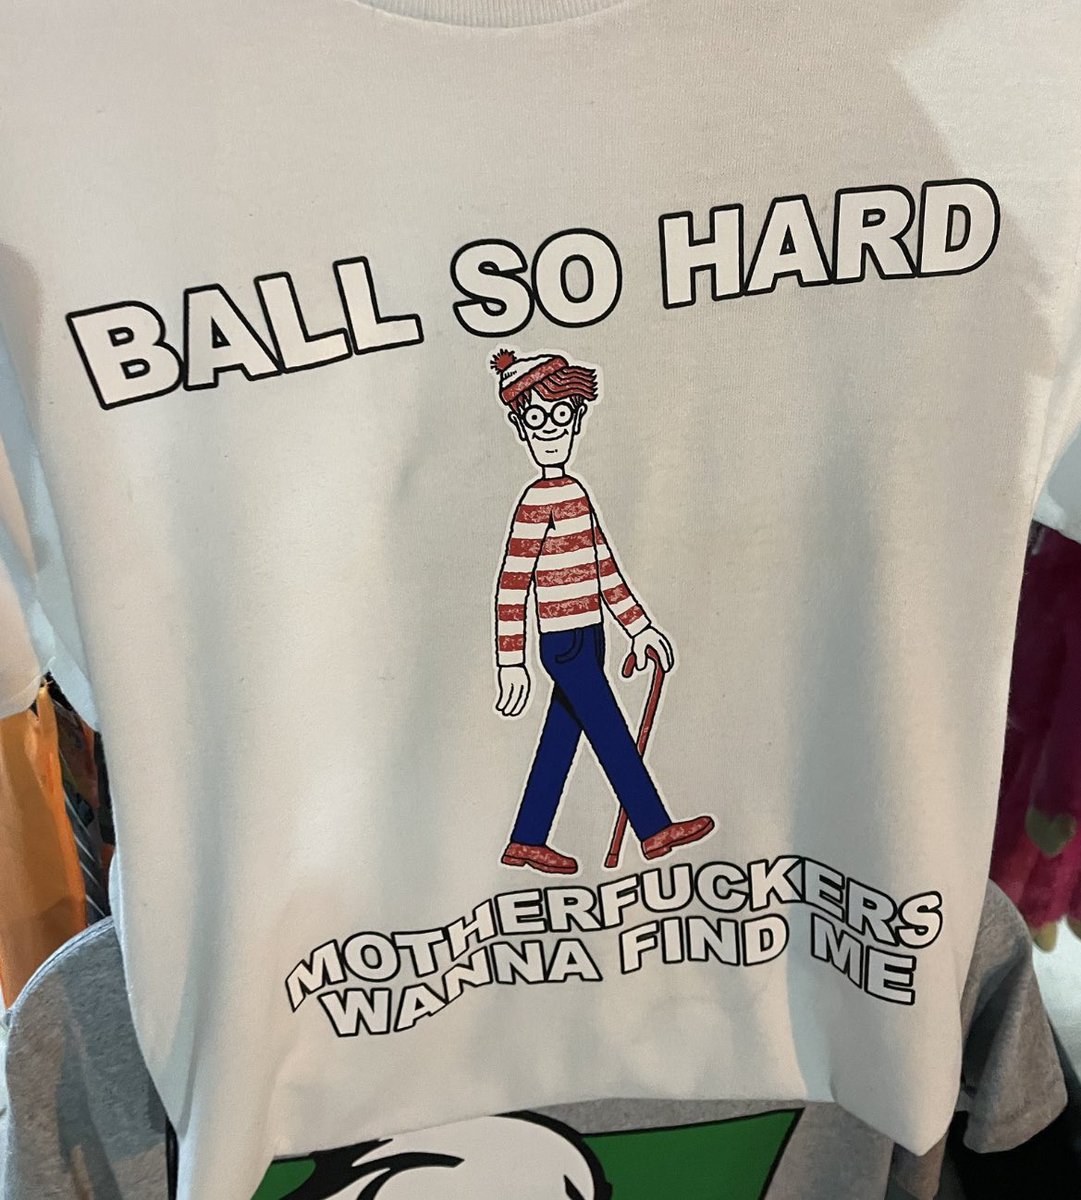 BALL SO HARD
MOTHERFUCKERS
WANNA FIND ME